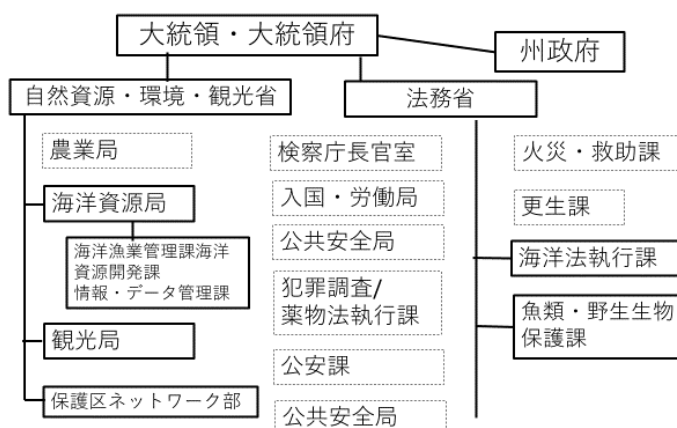 大統領・大統領府
州政府
自然資源・環境・観光省
法務省
農業局
海洋資源局
海洋漁業管理課海洋
資源開発課
情報・データ管理課
観光局
保護区ネットワーク部
検察庁長官室
入国・労働局
公共安全局
犯罪調査/
薬物法執行課
公安課
公共安全局
火災・救助課
更生課
海洋法執行課
魚類・野生生物
保護課